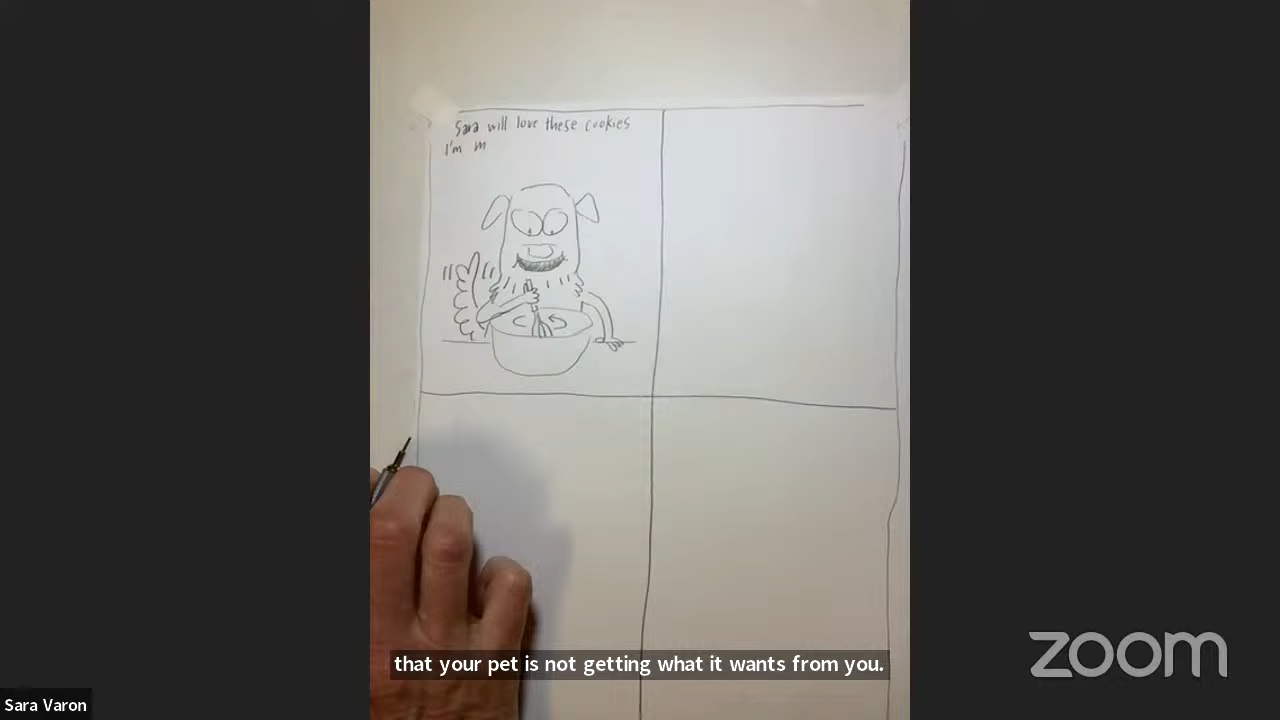 Sara will love these cookies
I'm m
that your pet is not getting what it wants from you.
zoom
Sara Varon